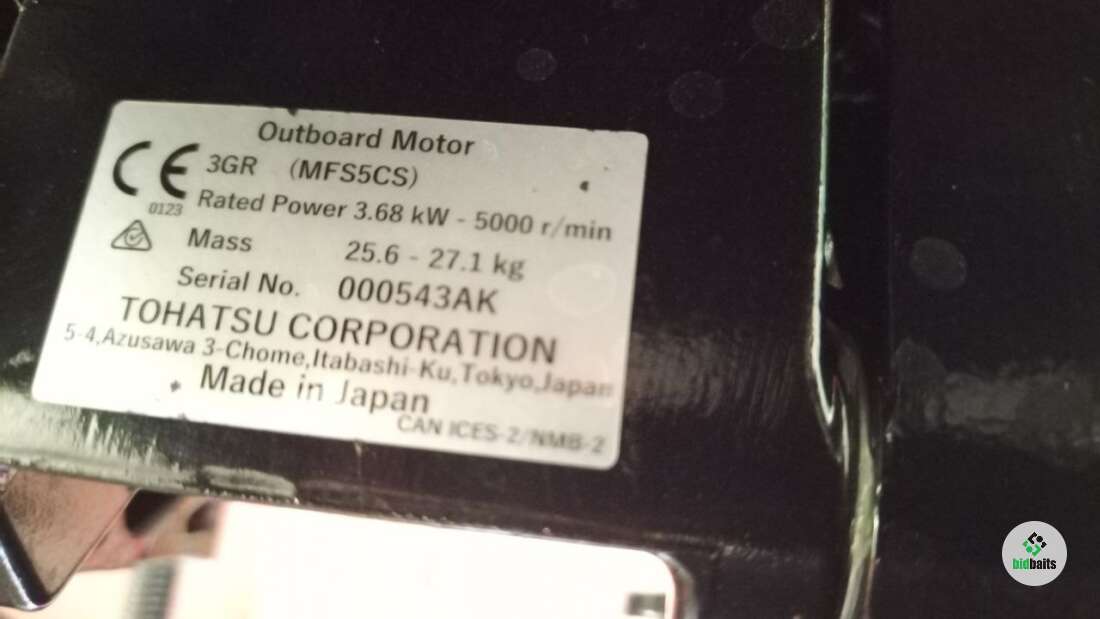 Outboard Motor
CE 3GR (MFS5CS)
0123
Rated Power 3.68 kW - 5000 r/min
Mass 25.6 - 27.1 kg
Serial No. 000543AK
TOHATSU CORPORATION
5-4,Azusawa 3-Chome,Itabashi-Ku,Tokyo,Japan
Made in Japan
CAN ICES-2/NMB-2
bidbaits